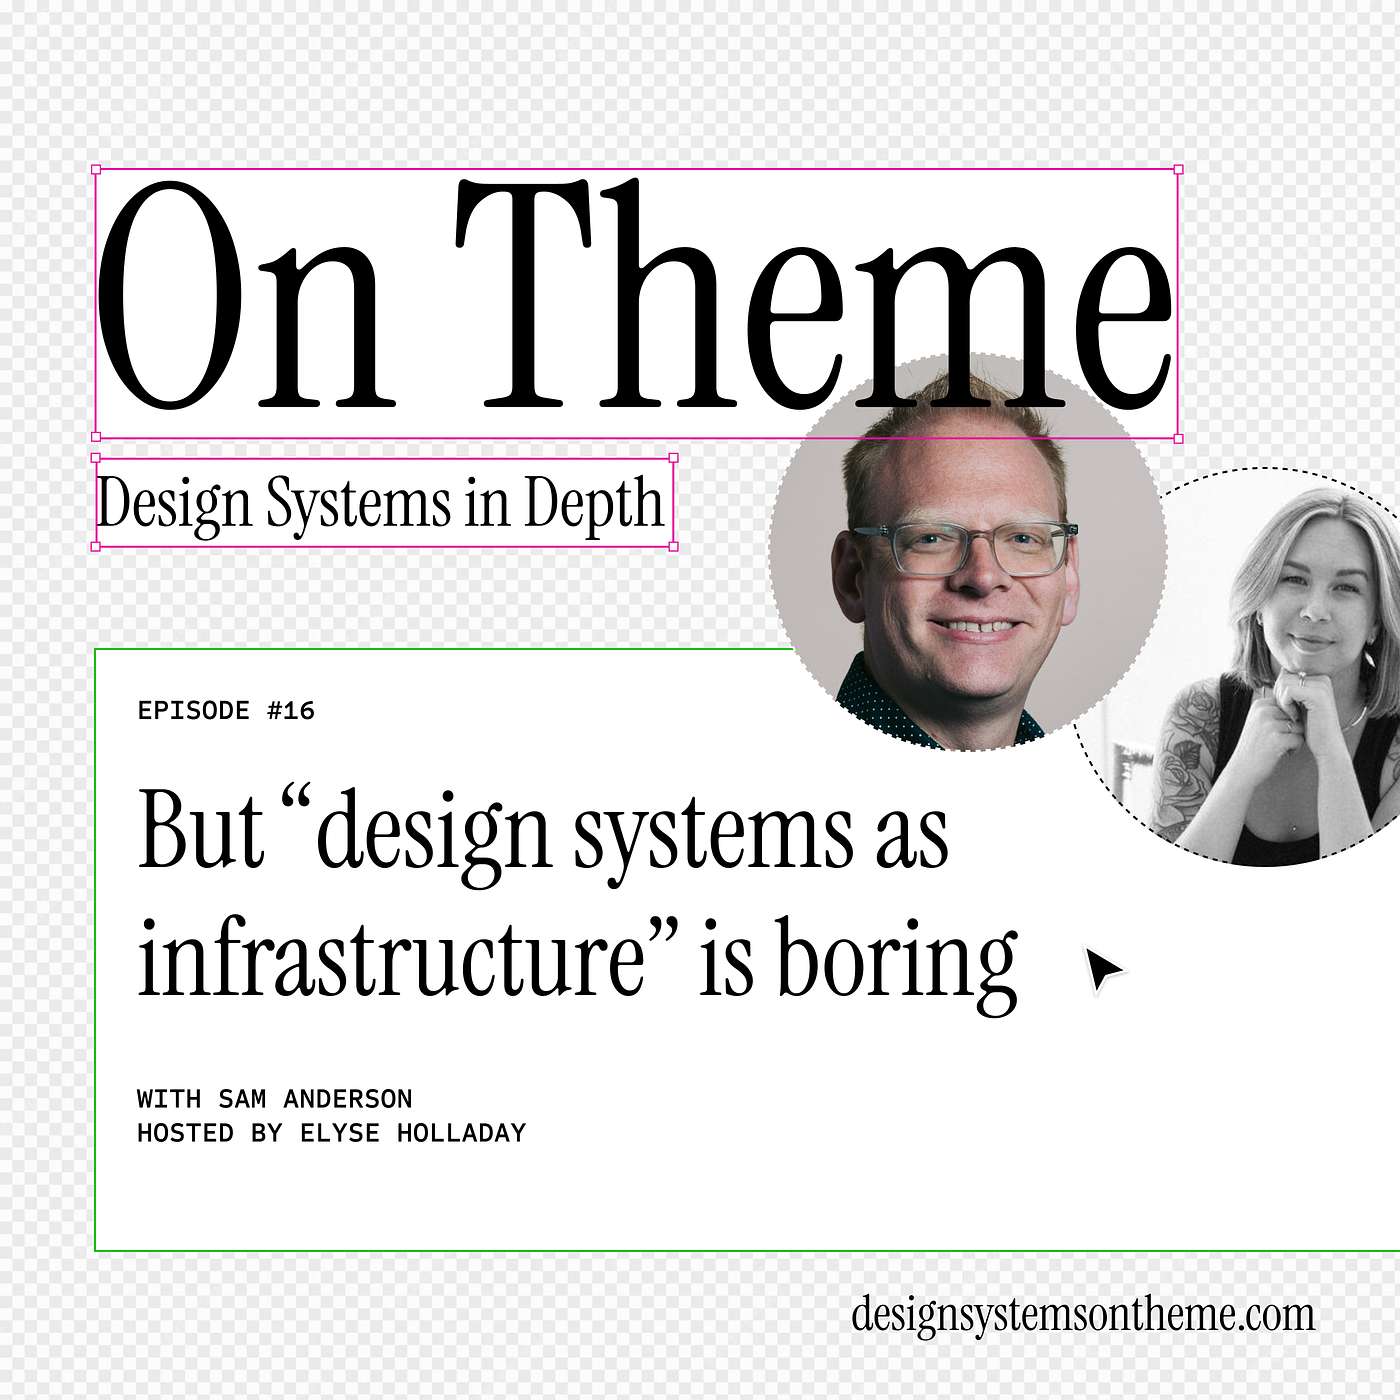 On Theme
Design Systems in Depth
EPISODE #16
But “design systems as
infrastructure” is boring
WITH SAM ANDERSON
HOSTED BY ELYSE HOLLADAY
designsystemsontheme.com